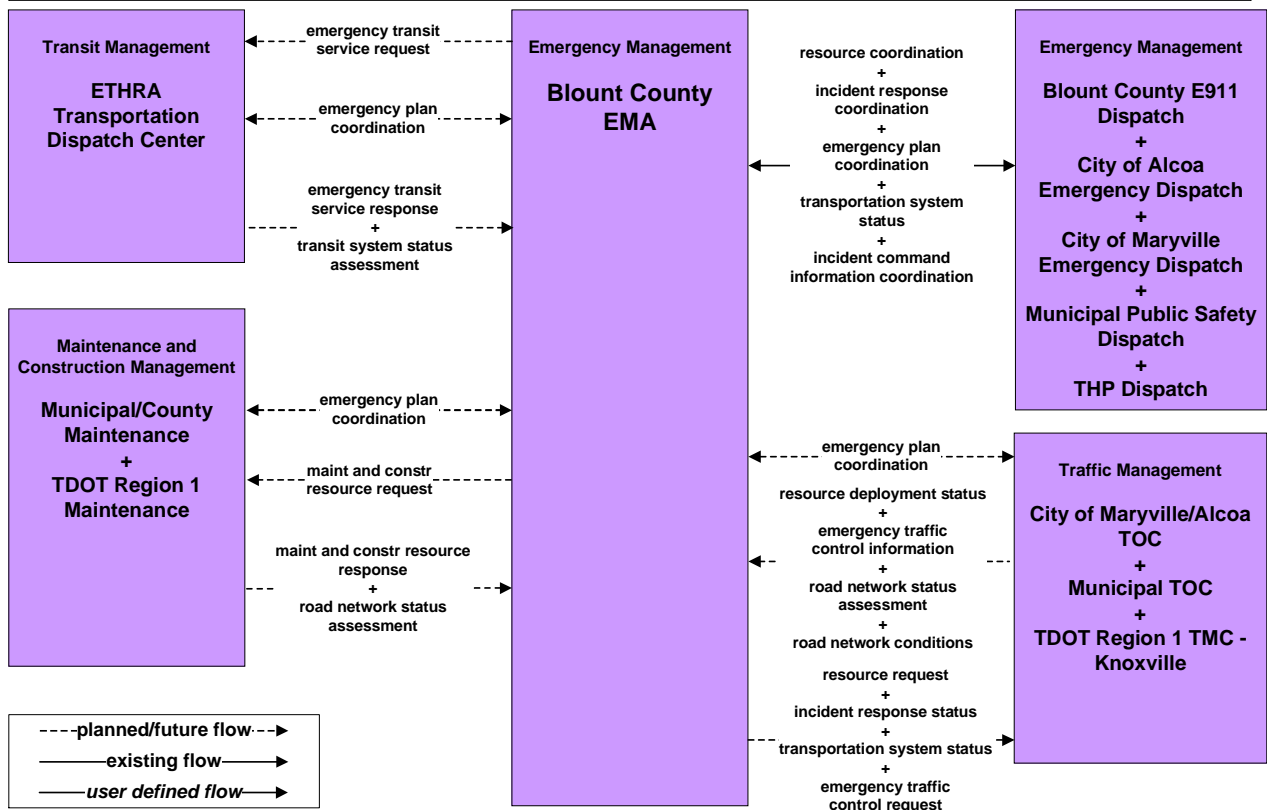 Transit Management
ETHRA
Transportation
Dispatch Center
emergency transit
service request
emergency plan
coordination
emergency transit
service response
+
transit system status
assessment
Maintenance and
Construction Management
Municipal/County
Maintenance
+
TDOT Region 1
Maintenance
emergency plan
coordination
maint and constr
resource request
maint and constr resource
response
+
road network status
assessment
Emergency Management
Blount County
EMA
resource coordination
+
incident response
coordination
+
emergency plan
coordination
+
transportation system
status
+
incident command
information coordination
Emergency Management
Blount County E911
Dispatch
+
City of Alcoa
Emergency Dispatch
+
City of Maryville
Emergency Dispatch
+
Municipal Public Safety
Dispatch
+
THP Dispatch
emergency plan
coordination
resource deployment status
+
emergency traffic
control information
+
road network status
assessment
+
road network conditions
resource request
+
incident response status
+
transportation system status
+
emergency traffic
control request
Traffic Management
City of Maryville/Alcoa
TOC
+
Municipal TOC
+
TDOT Region 1 TMC -
Knoxville
planned/future flow
existing flow
user defined flow